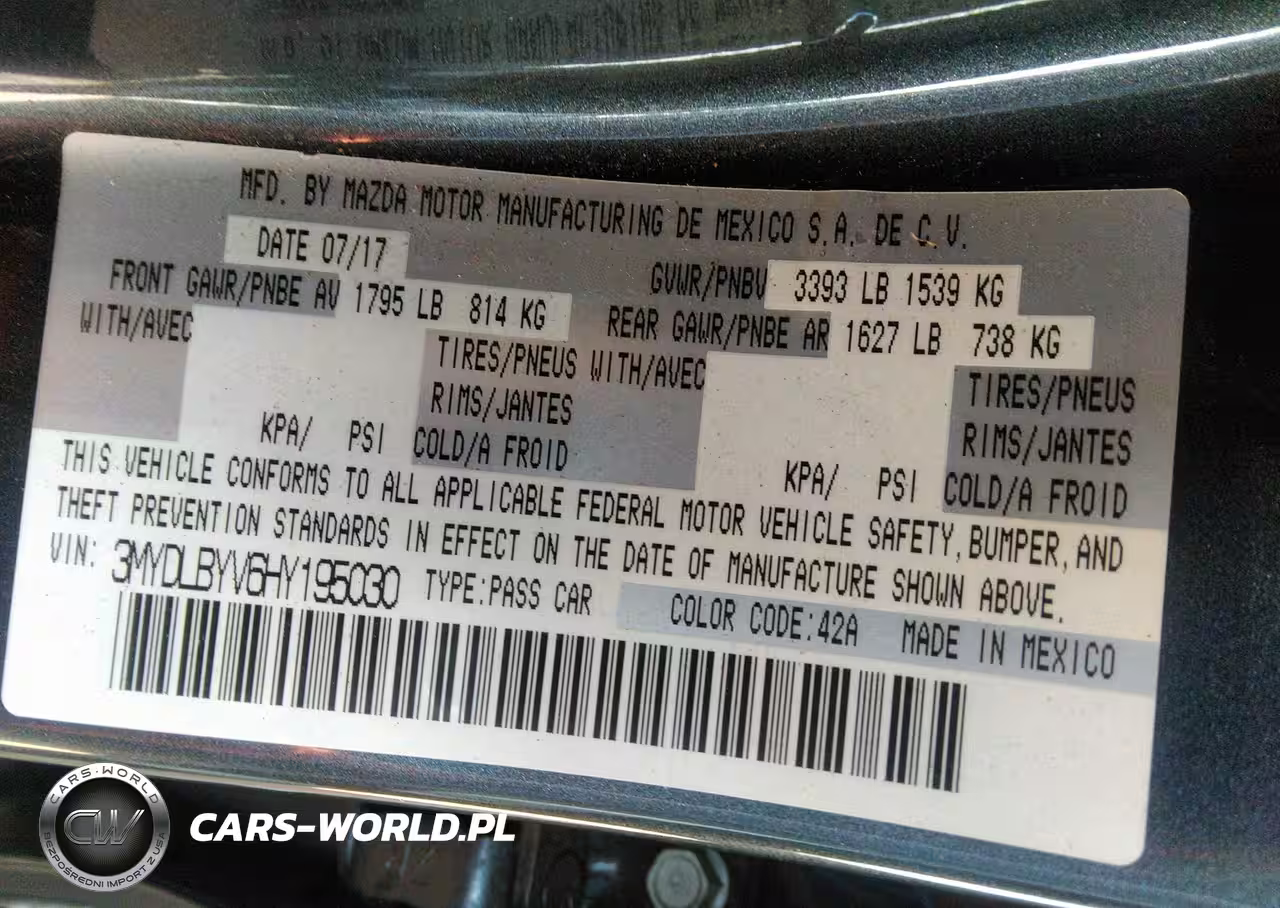 MFD. BY MAZDA MOTOR MANUFACTURING DE MEXICO S.A. DE C.V.
DATE 07/17
GVWR/PNBV 3393 LB 1539 KG
FRONT GAWR/PNBE AV 1795 LB 814 KG
REAR GAWR/PNBE AR 1627 LB 738 KG
WITH/AVEC
TIRES/PNEUS
RIMS/JANTES
KPA/ PSI COLD/A FROID
WITH/AVEC
TIRES/PNEUS
RIMS/JANTES
KPA/ PSI COLD/A FROID
THIS VEHICLE CONFORMS TO ALL APPLICABLE FEDERAL MOTOR VEHICLE SAFETY, BUMPER, AND
THEFT PREVENTION STANDARDS IN EFFECT ON THE DATE OF MANUFACTURE SHOWN ABOVE.
VIN: 3MYDLBYV6HY195030 TYPE:PASS CAR
COLOR CODE:42A MADE IN MEXICO
CARS-WORLD
CW
BEZPOŚREDNI IMPORT Z USA
CARS-WORLD.PL